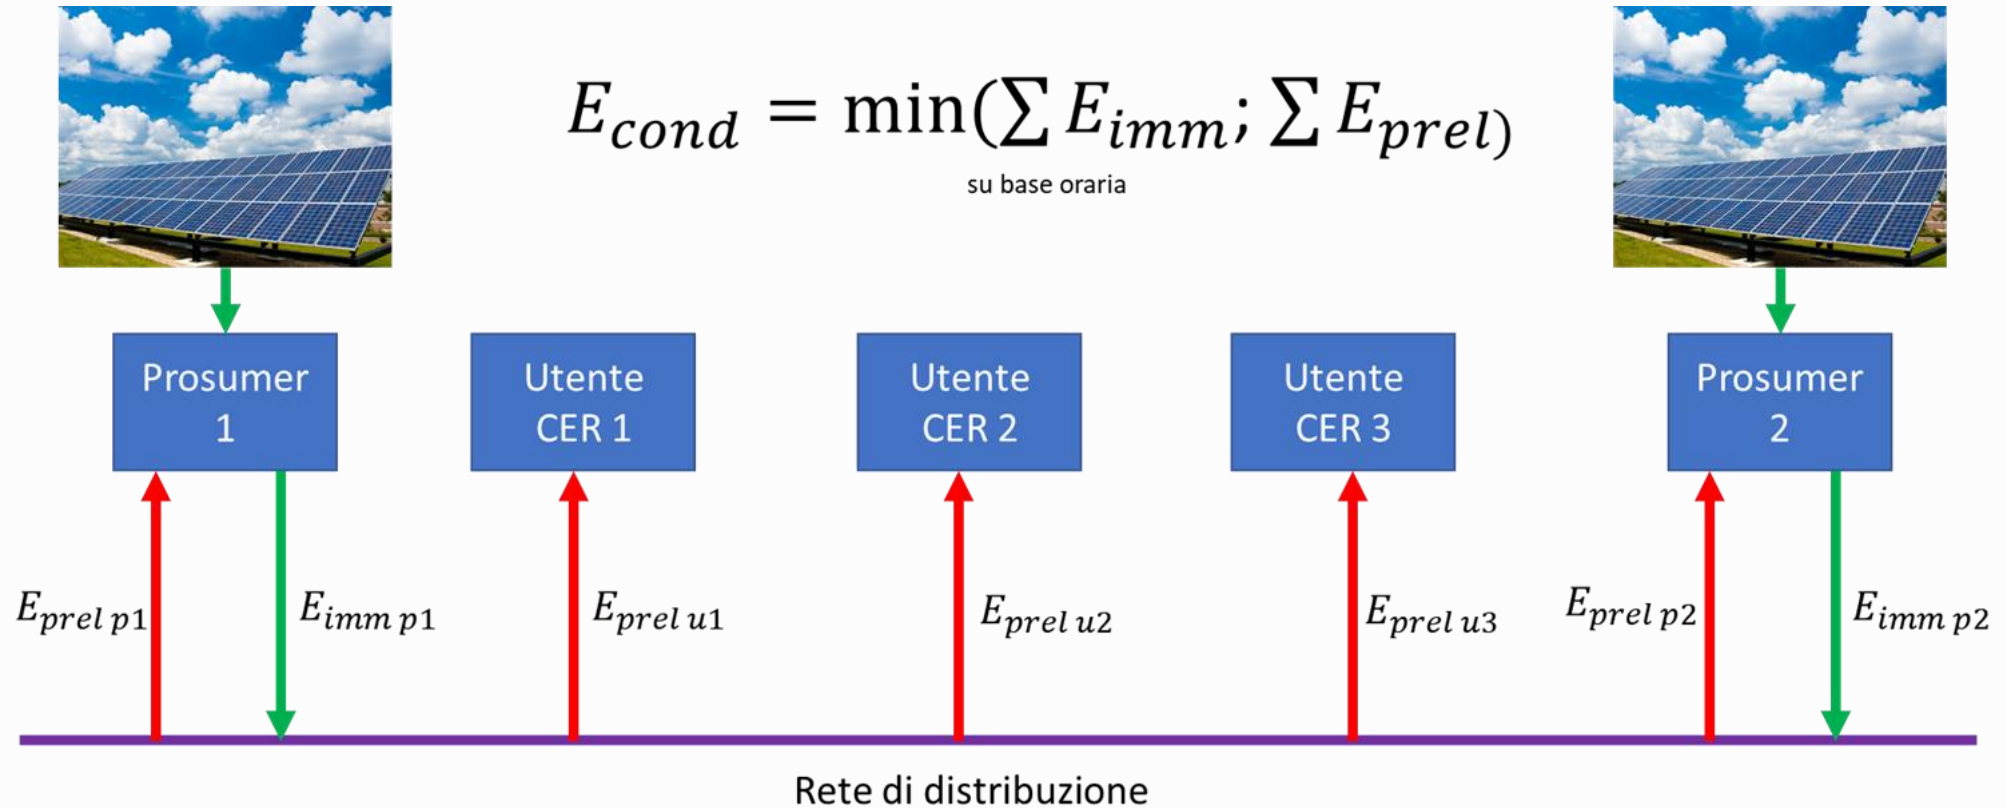 E_cond = min(∑ E_imm; ∑ E_prel)
su base oraria
Prosumer
1
Utente
CER 1
Utente
CER 2
Utente
CER 3
Prosumer
2
E_prel p1
E_imm p1
E_prel u1
E_prel u2
E_prel u3
E_prel p2
E_imm p2
Rete di distribuzione